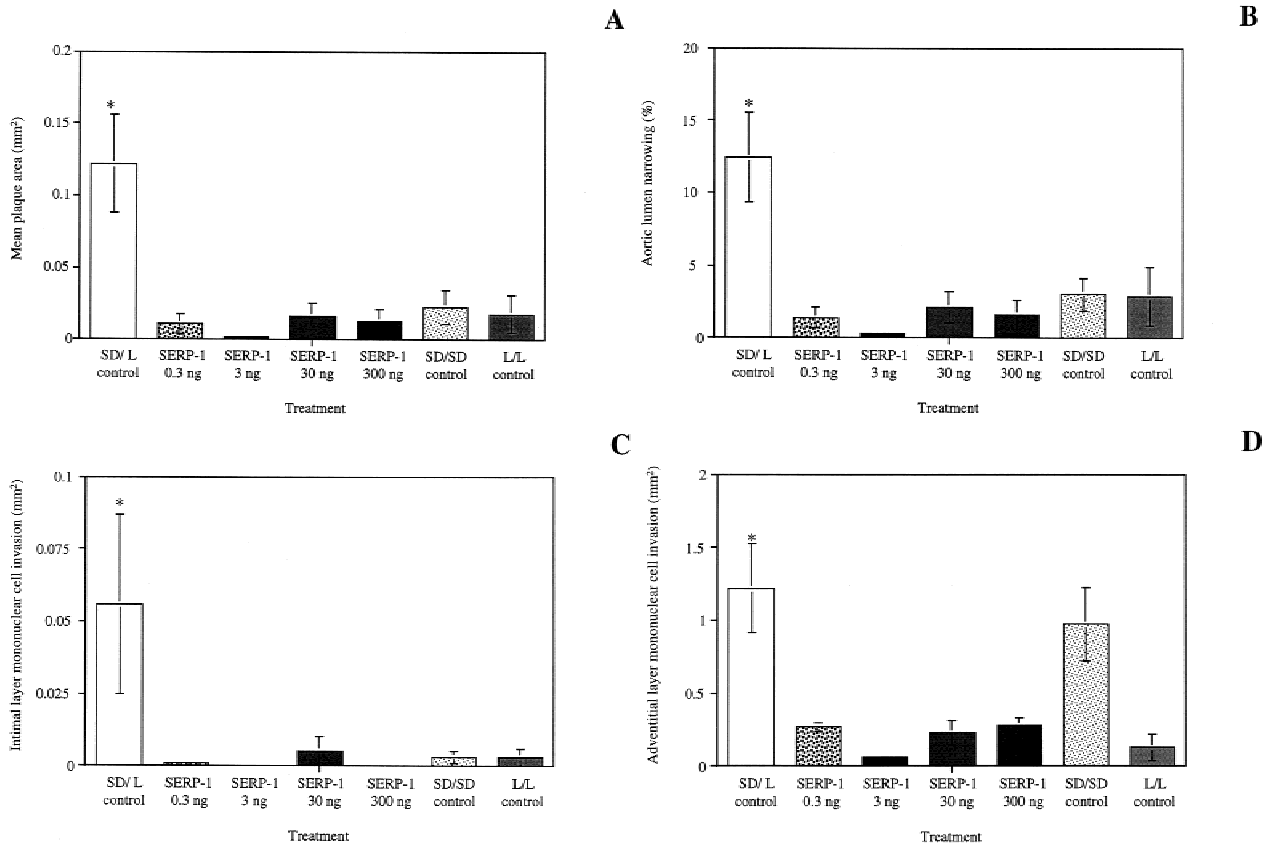 A
Mean plaque area (mm²)
0.2
0.15
0.1
0.05
0
*
SD/ L SERP-1 SERP-1 SERP-1 SERP-1 SD/SD L/L
control 0.3 ng 3 ng 30 ng 300 ng control control
Treatment
B
Aortic lumen narrowing (%)
20
15
10
5
0
*
SD/ L SERP-1 SERP-1 SERP-1 SERP-1 SD/SD L/L
control 0.3 ng 3 ng 30 ng 300 ng control control
Treatment
C
Intimal layer mononuclear cell invasion (mm²)
0.1
0.075
0.05
0.025
0
*
SD/ L SERP-1 SERP-1 SERP-1 SERP-1 SD/SD L/L
control 0.3 ng 3 ng 30 ng 300 ng control control
Treatment
D
Adventitial layer mononuclear cell invasion (mm²)
2
1.5
1
0.5
0
*
SD/ L SERP-1 SERP-1 SERP-1 SERP-1 SD/SD L/L
control 0.3 ng 3 ng 30 ng 300 ng control control
Treatment